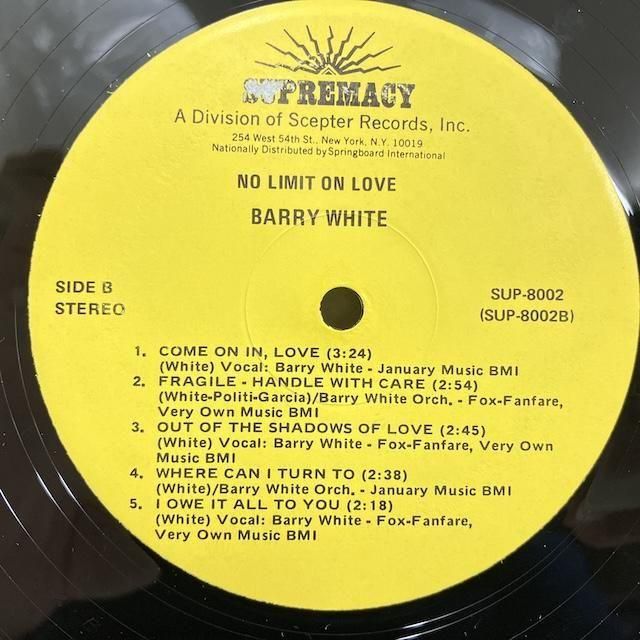 SUPREMACY
A Division of Scepter Records, Inc.
254 West 54th St., New York, N.Y. 10019
Nationally Distributed by Springboard International
NO LIMIT ON LOVE
BARRY WHITE
SIDE B
STEREO
SUP-8002
(SUP-8002B)
1. COME ON IN, LOVE (3:24)
(White) Vocal: Barry White - January Music BMI
2. FRAGILE - HANDLE WITH CARE (2:54)
(White-Politi-Garcia)/Barry White Orch. - Fox-Fanfare,
Very Own Music BMI
3. OUT OF THE SHADOWS OF LOVE (2:45)
(White) Vocal: Barry White - Fox-Fanfare, Very Own
Music BMI
4. WHERE CAN I TURN TO (2:38)
(White)/Barry White Orch. - January Music BMI
5. I OWE IT ALL TO YOU (2:18)
(White) Vocal: Barry White - Fox-Fanfare,
Very Own Music BMI